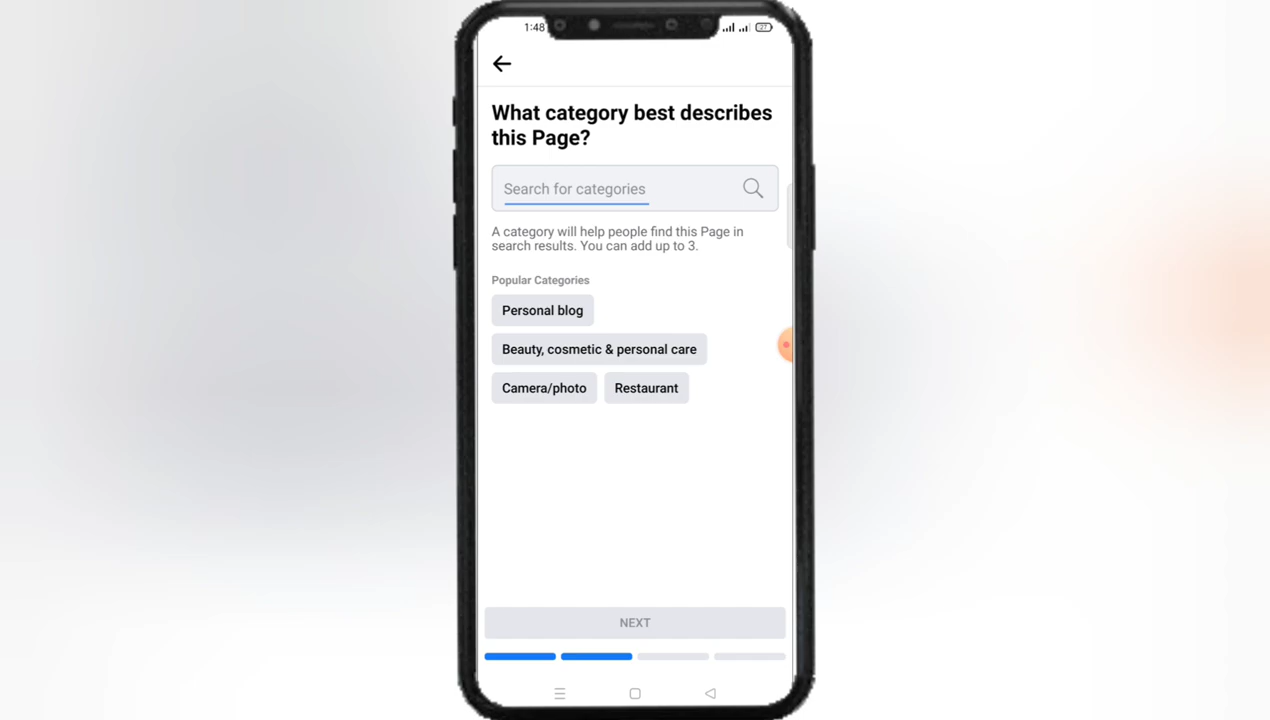 1:48
27
What category best describes
this Page?
Search for categories
A category will help people find this Page in
search results. You can add up to 3.
Popular Categories
Personal blog
Beauty, cosmetic & personal care
Camera/photo Restaurant
NEXT